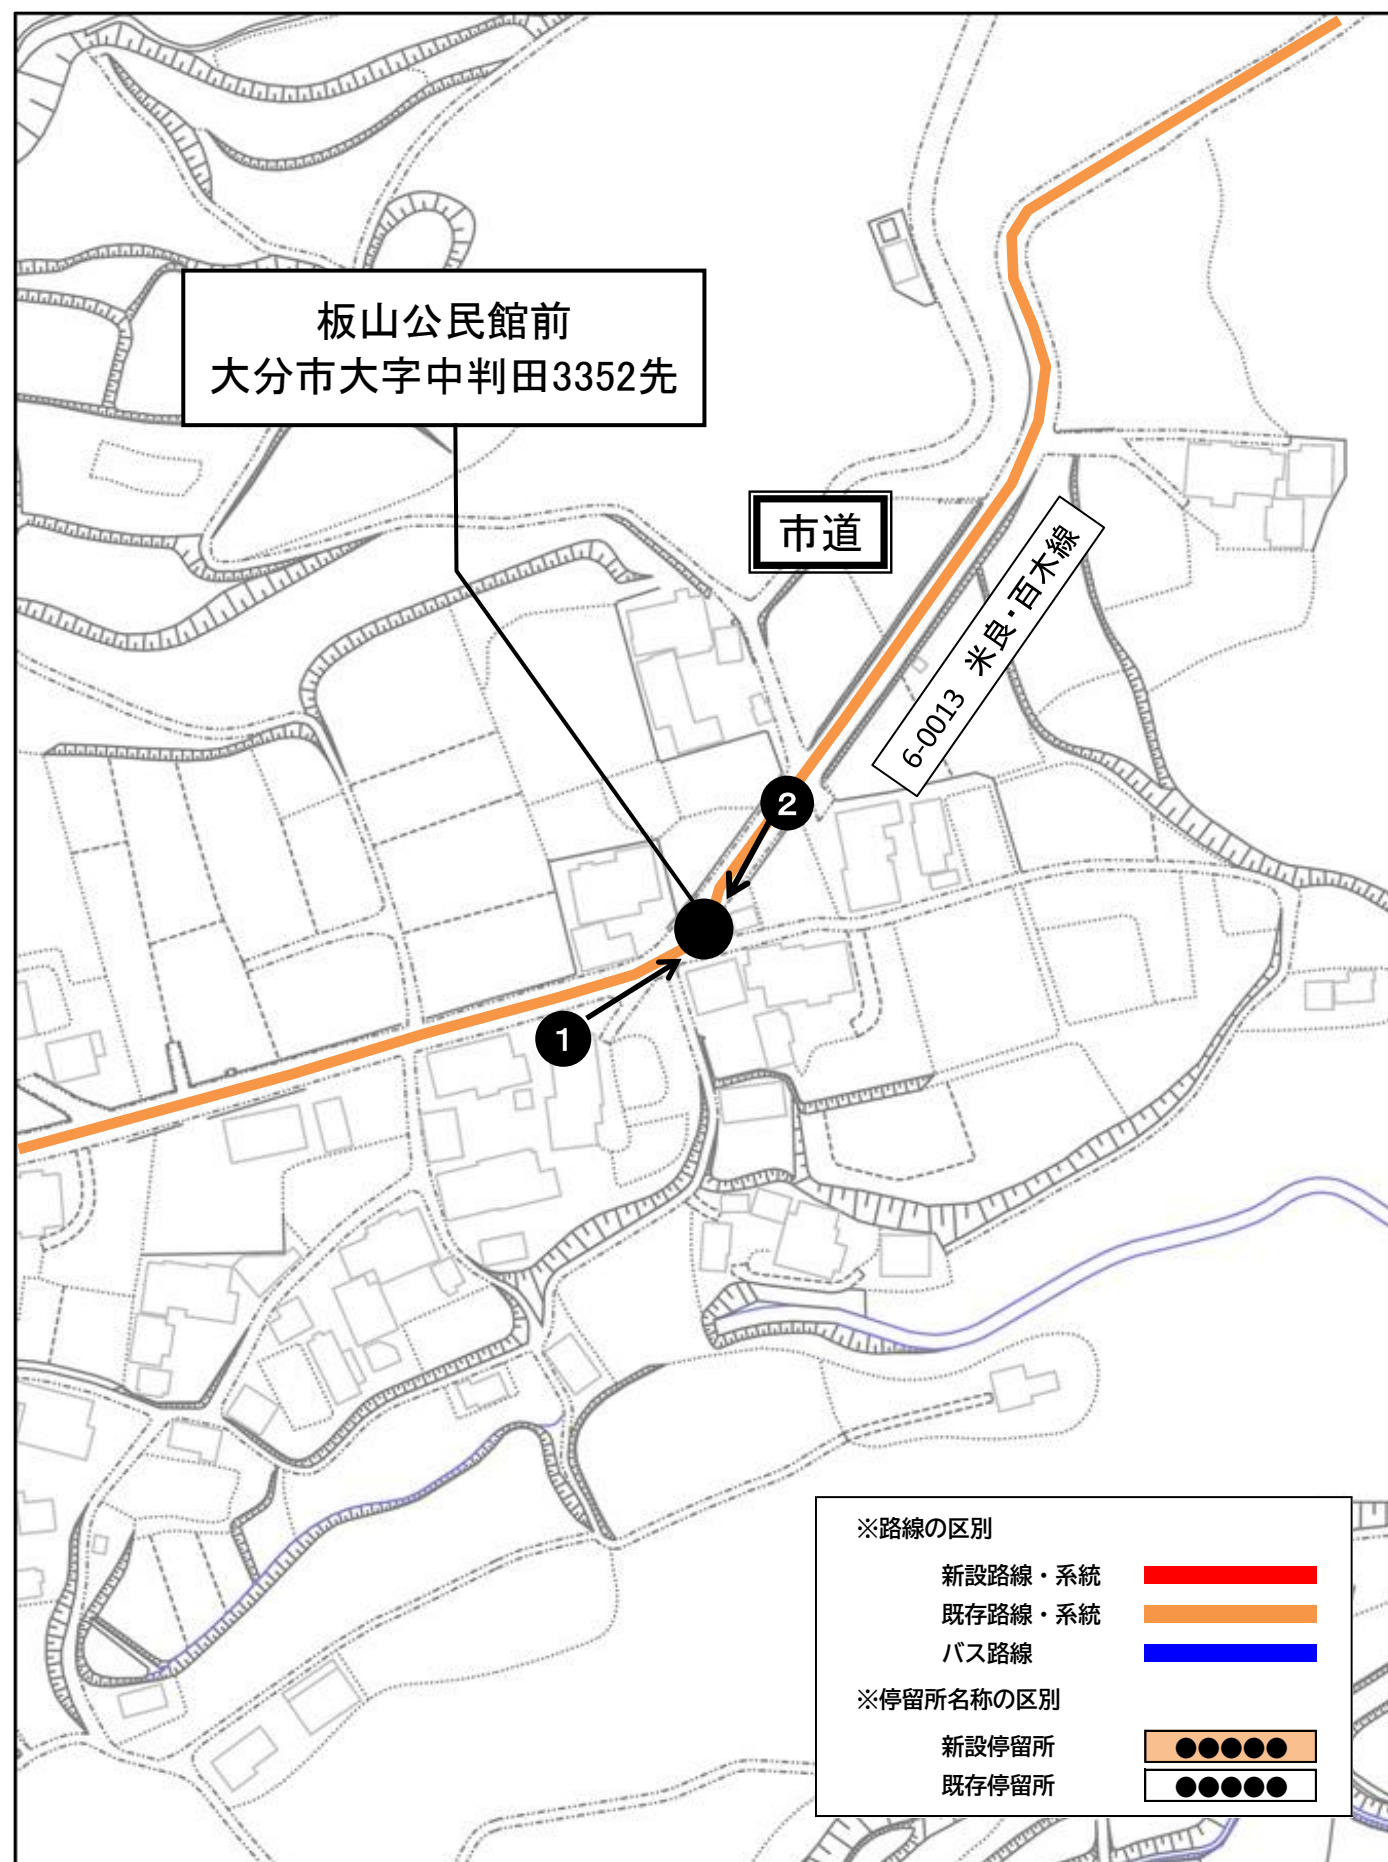 板山公民館前
大分市大字中判田3352先
市道
6-0013 米良・百木線
2
1
※路線の区別
新設路線・系統
既存路線・系統
バス路線
※停留所名称の区別
新設停留所 ●●●●●
既存停留所 ●●●●●